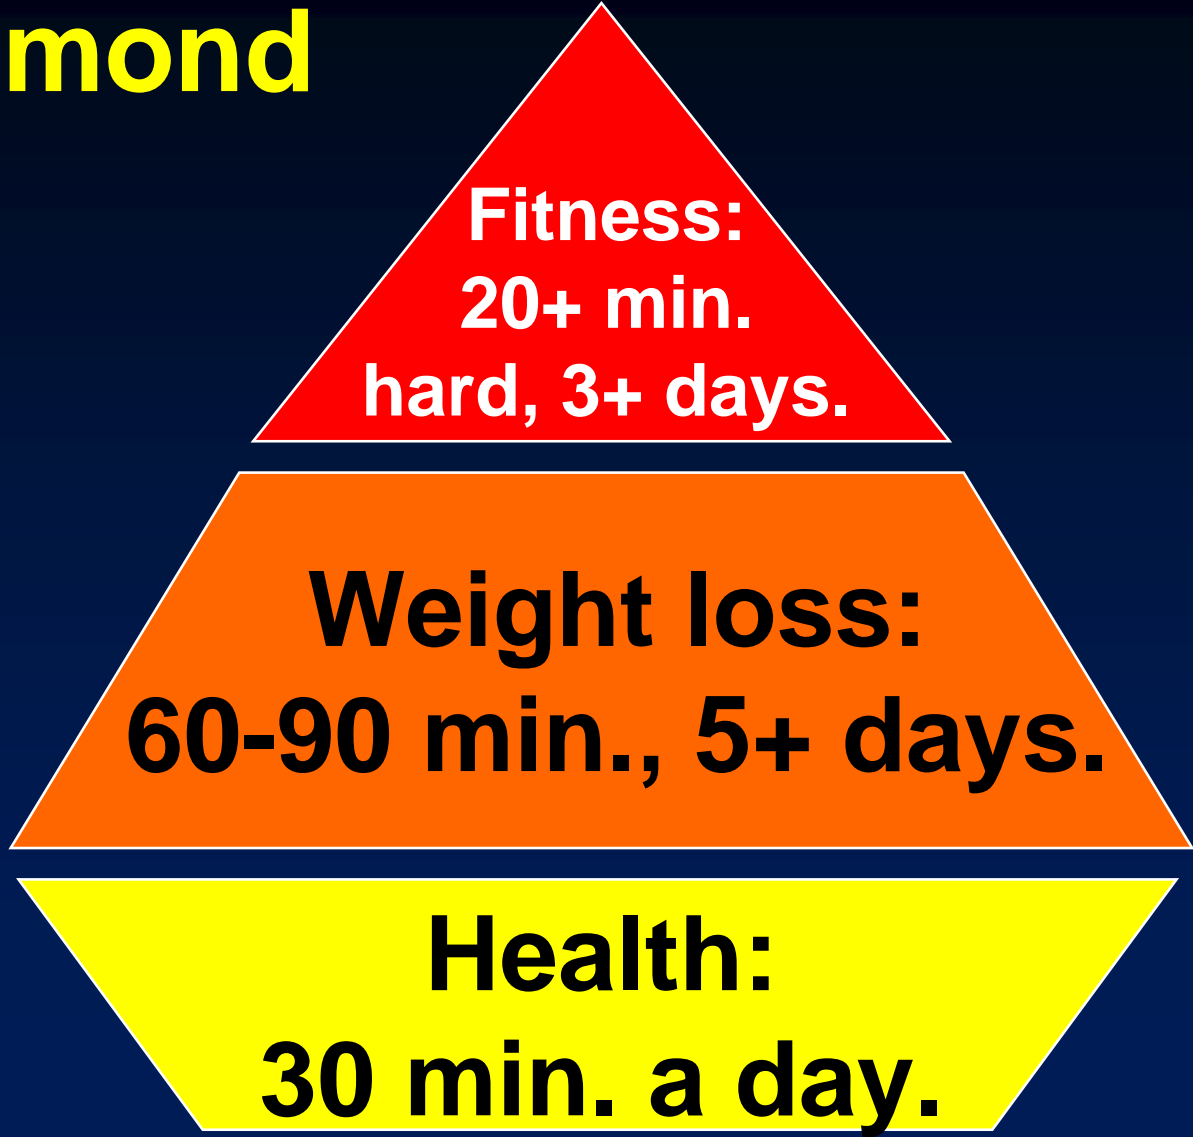 mond
Fitness:
20+ min.
hard, 3+ days.
Weight loss:
60-90 min., 5+ days.
Health:
30 min. a day.